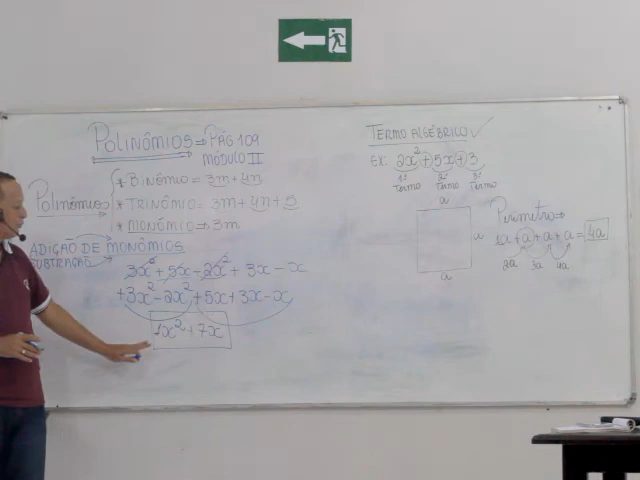 POLINÔMIOS ⇒ PÁG 109
MÓDULO II
POLINÔMIOS
* BINÔMIO = 3m + 4n
* TRINÔMIO = 3m + 4n + 5
* MONÔMIO ⇒ 3m
ADIÇÃO DE MONÔMIOS
SUBTRAÇÃO
3x² + 5x - 2x² + 3x - x
+3x² - 2x² + 5x + 3x - x
1x² + 7x
TERMO ALGÉBRICO ✓
EX: 2x² + 5x + 3
1º 2º 3º
Termo Termo Termo
a
a
a
Perímetro ⇒
1a + a + a + a = 4a
2a 3a 4a